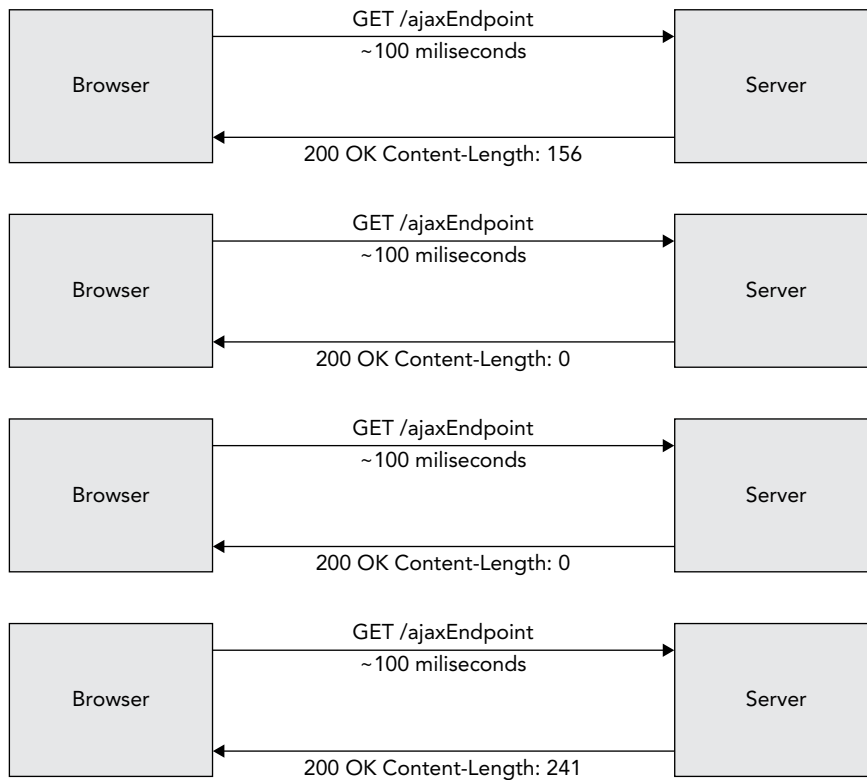 GET /ajaxEndpoint
~100 miliseconds
Browser
Server
200 OK Content-Length: 156
GET /ajaxEndpoint
~100 miliseconds
Browser
Server
200 OK Content-Length: 0
GET /ajaxEndpoint
~100 miliseconds
Browser
Server
200 OK Content-Length: 0
GET /ajaxEndpoint
~100 miliseconds
Browser
Server
200 OK Content-Length: 241